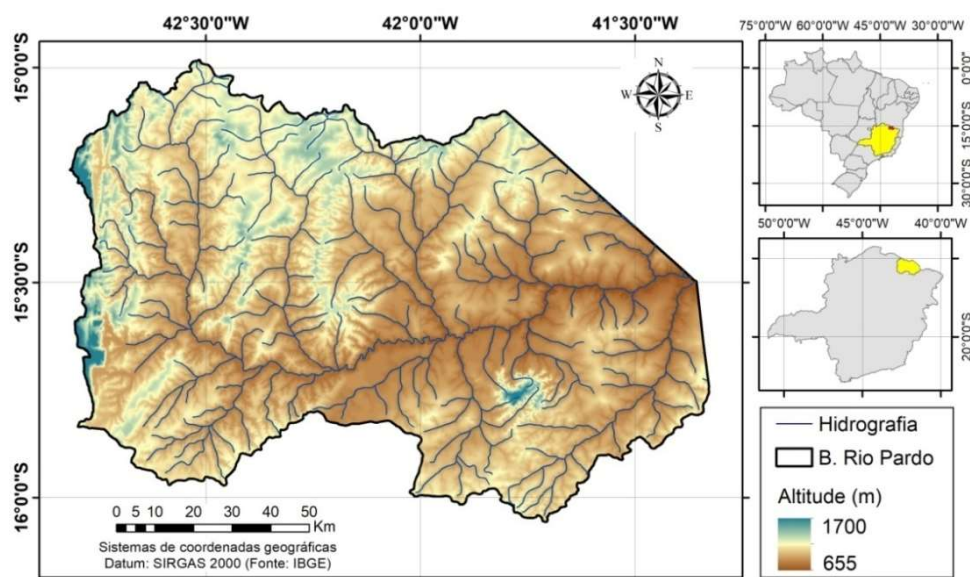 42°30'0"W 42°0'0"W 41°30'0"W
15°0'0"S
15°30'0"S
16°0'0"S
N
W E
S
0 5 10 20 30 40 50
Km
Sistemas de coordenadas geográficas
Datum: SIRGAS 2000 (Fonte: IBGE)
75°0'0"W 60°0'0"W 45°0'0"W 30°0'0"W
0°0'0"
15°0'0"S
30°0'0"S
50°0'0"W 45°0'0"W 40°0'0"W
20°0'0"S
Hidrografia
B. Rio Pardo
Altitude (m)
1700
655